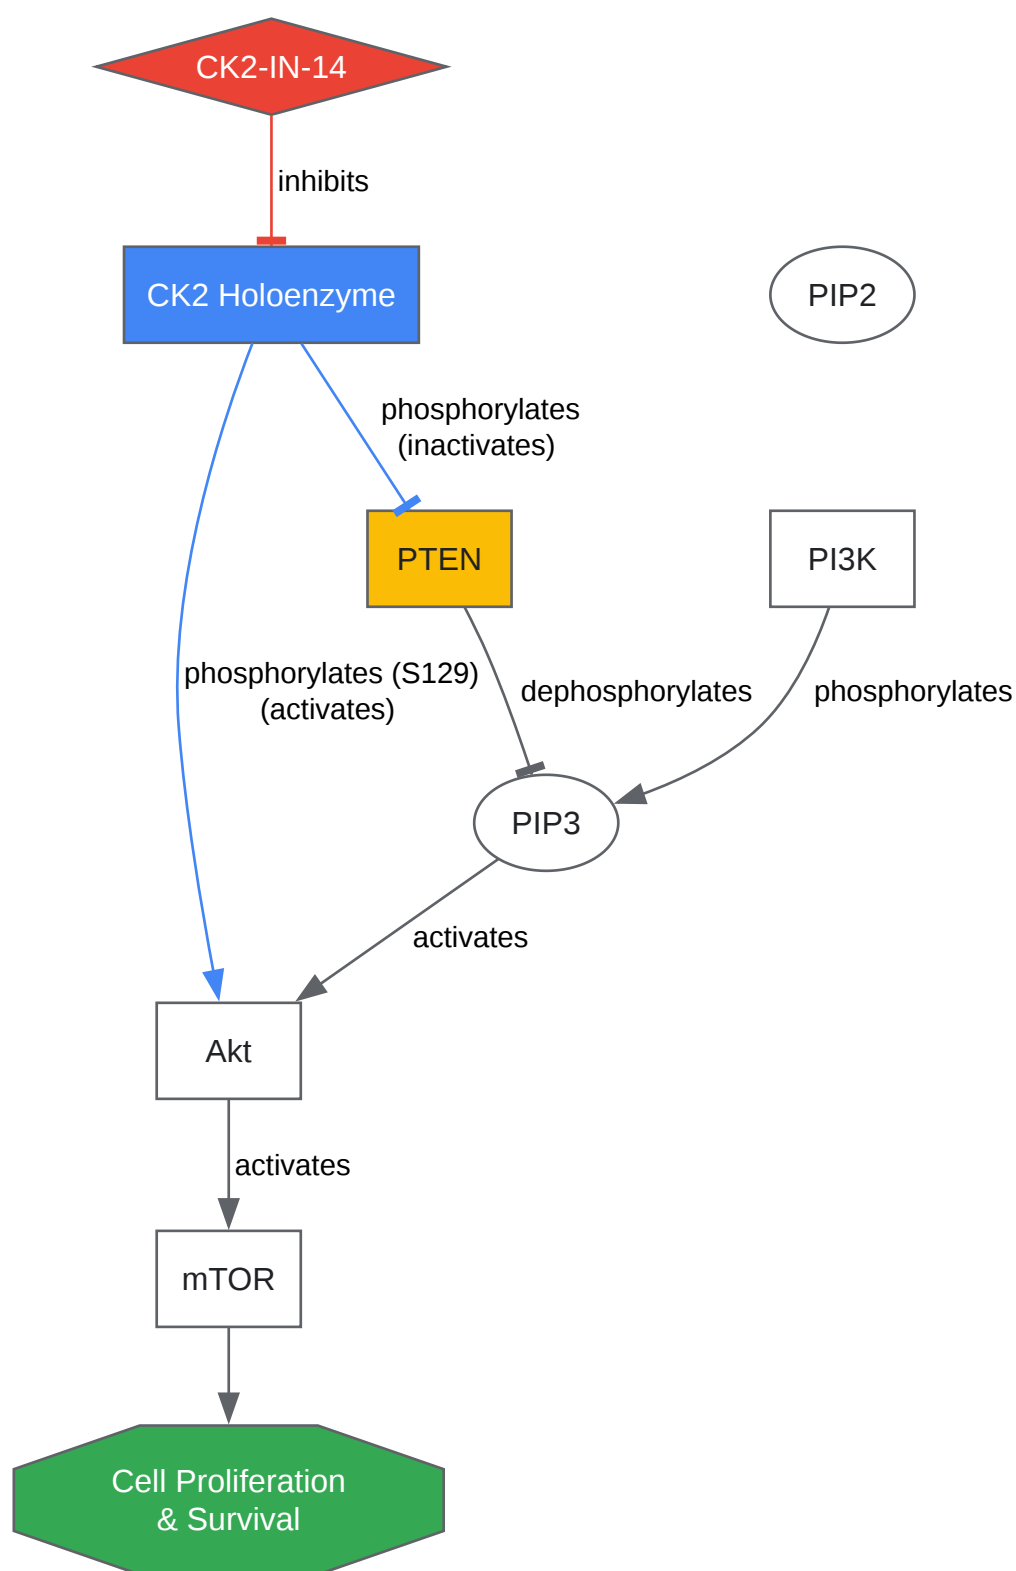 CK2-IN-14
inhibits
CK2 Holoenzyme
PIP2
phosphorylates
(inactivates)
PTEN
PI3K
phosphorylates (S129)
(activates)
dephosphorylates
phosphorylates
PIP3
activates
Akt
activates
mTOR
Cell Proliferation
& Survival